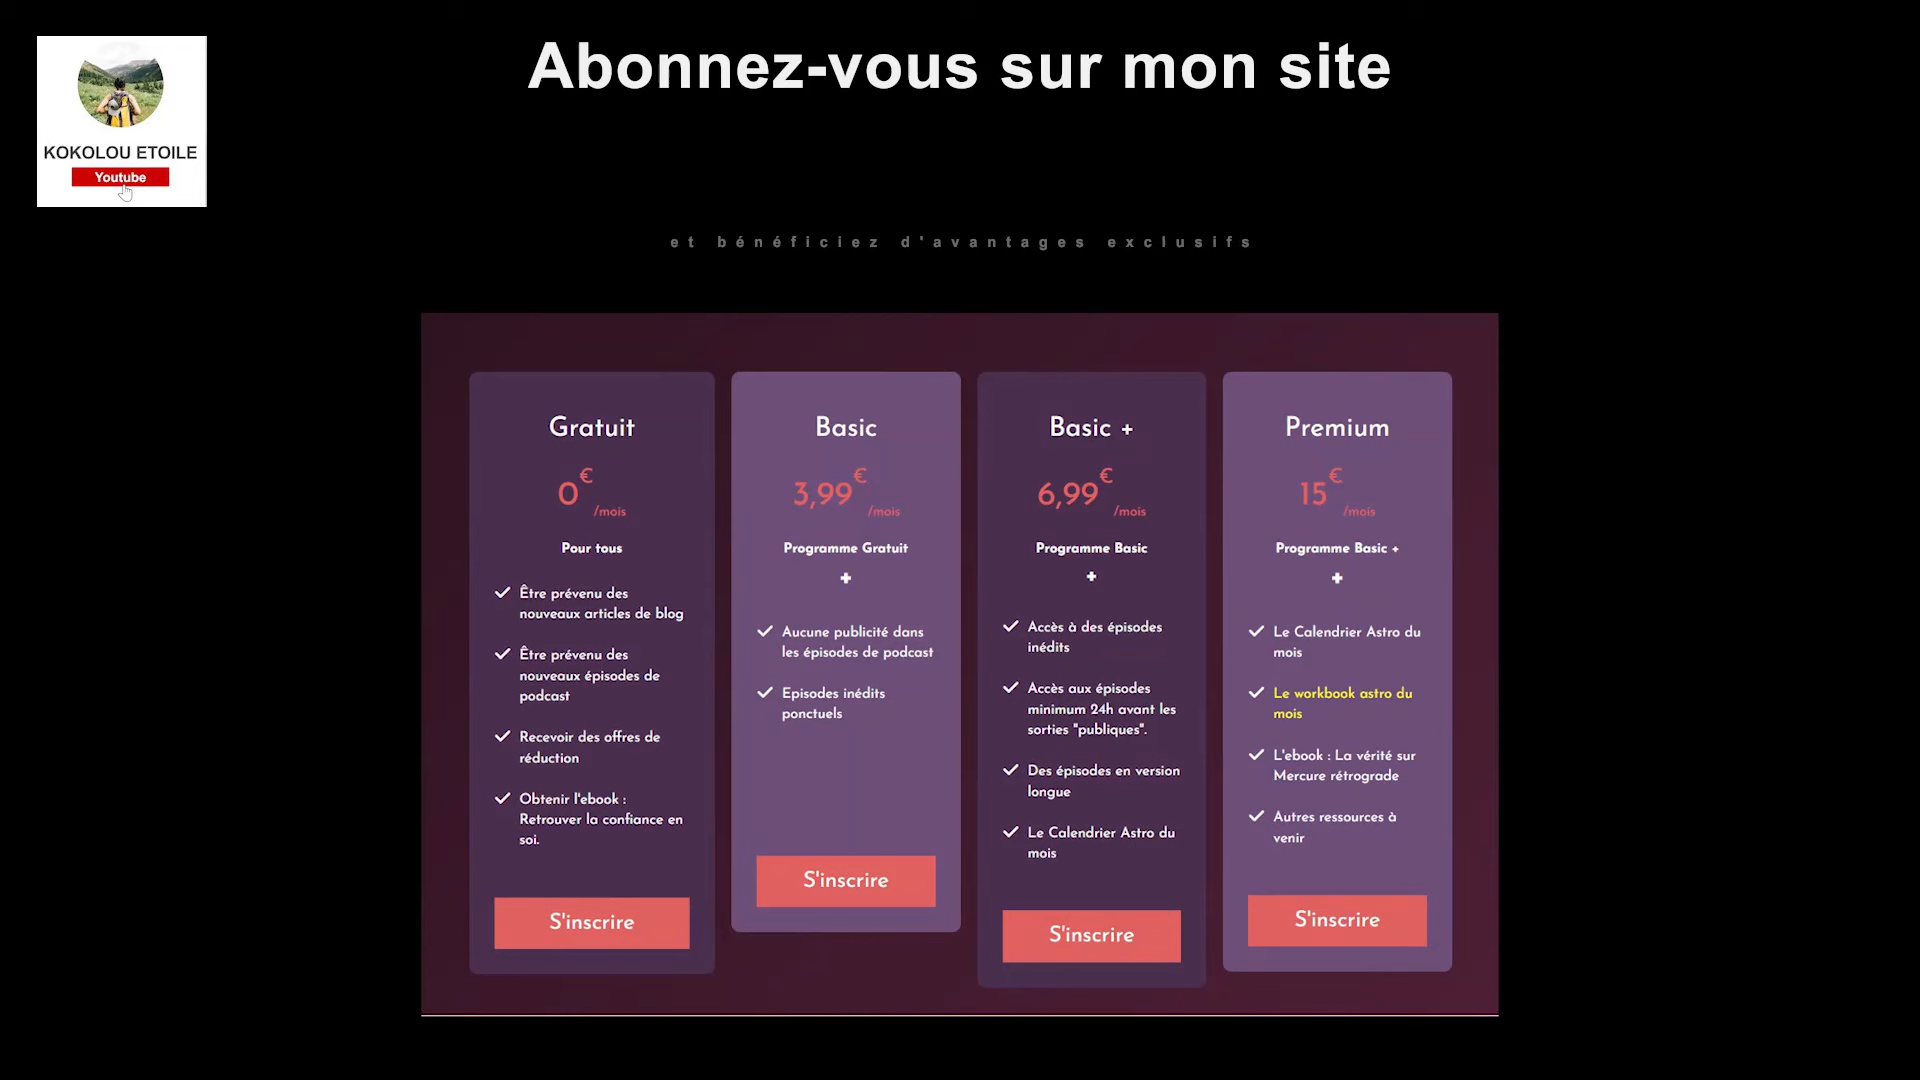 Abonnez-vous sur mon site
KOKOLOU ETOILE
Youtube
et bénéficiez d'avantages exclusifs
Gratuit
0€/mois
Pour tous
Être prévenu des
nouveaux articles de blog
Être prévenu des
nouveaux épisodes de
podcast
Recevoir des offres de
réduction
Obtenir l'ebook :
Retrouver la confiance en
soi.
S'inscrire
Basic
3,99€/mois
Programme Gratuit
+
Aucune publicité dans
les épisodes de podcast
Episodes inédits
ponctuels
S'inscrire
Basic +
6,99€/mois
Programme Basic
+
Accès à des épisodes
inédits
Accès aux épisodes
minimum 24h avant les
sorties "publiques".
Des épisodes en version
longue
Le Calendrier Astro du
mois
S'inscrire
Premium
15€/mois
Programme Basic +
+
Le Calendrier Astro du
mois
Le workbook astro du
mois
L'ebook : La vérité sur
Mercure rétrograde
Autres ressources à
venir
S'inscrire